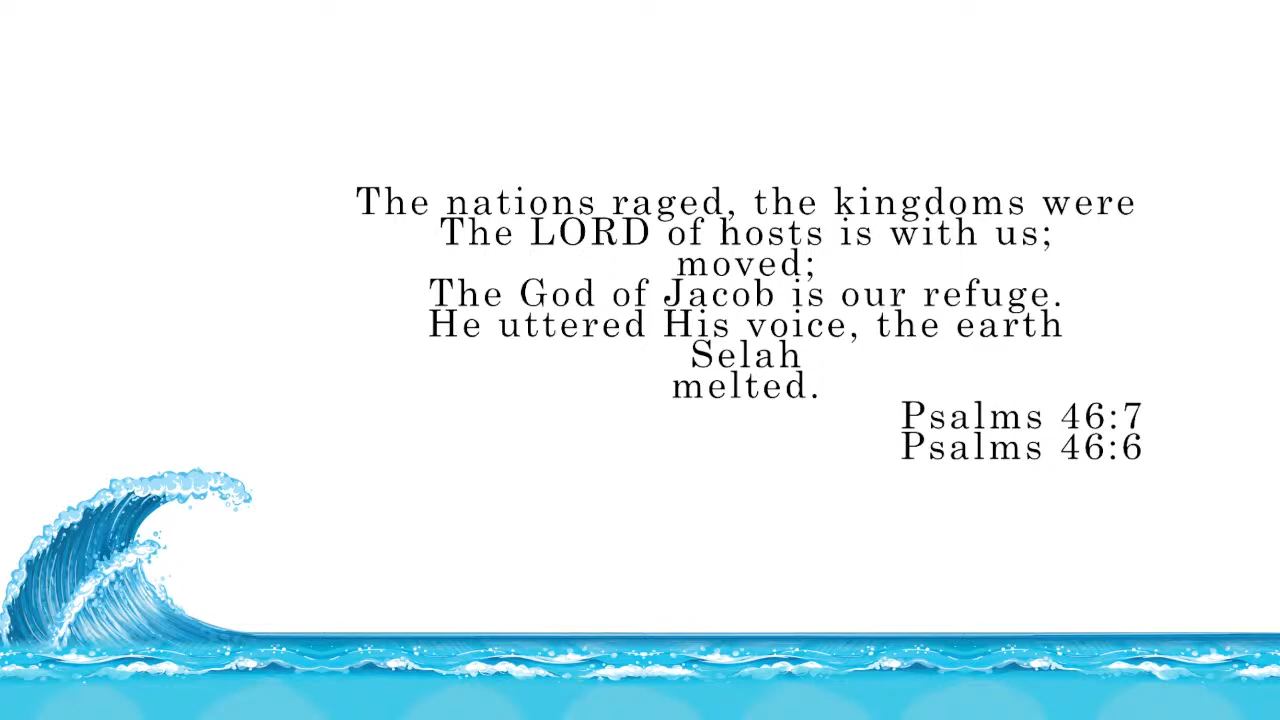 The nations raged, the kingdoms were
The LORD of hosts is with us;
moved;
The God of Jacob is our refuge.
He uttered His voice, the earth
Selah
melted.
Psalms 46:7
Psalms 46:6